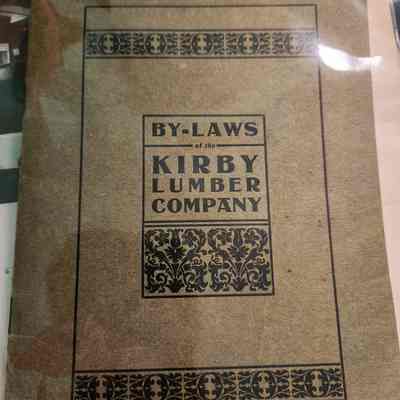 BY-LAWS
of the
KIRBY
LUMBER
COMPANY